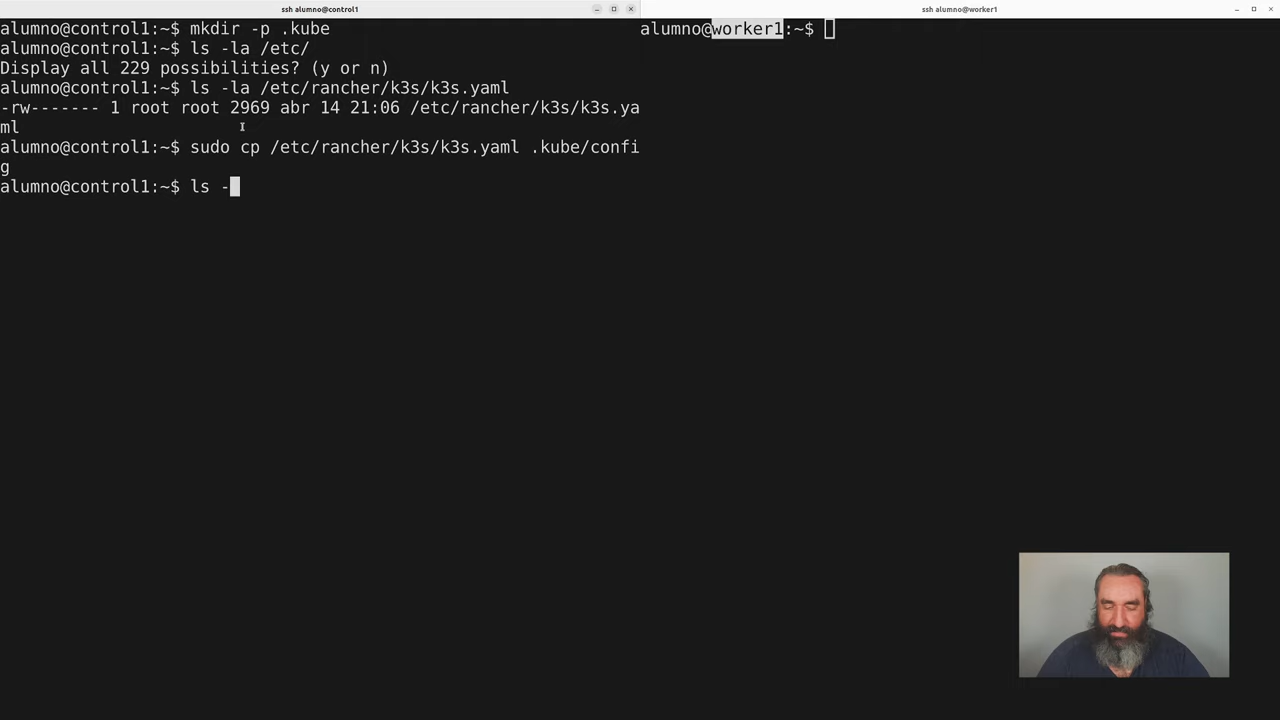 ssh alumno@control1
alumno@control1:~$ mkdir -p .kube
alumno@control1:~$ ls -la /etc/
Display all 229 possibilities? (y or n)
alumno@control1:~$ ls -la /etc/rancher/k3s/k3s.yaml
-rw------- 1 root root 2969 abr 14 21:06 /etc/rancher/k3s/k3s.ya
ml
alumno@control1:~$ sudo cp /etc/rancher/k3s/k3s.yaml .kube/confi
g
alumno@control1:~$ ls -
ssh alumno@worker1
alumno@worker1:~$